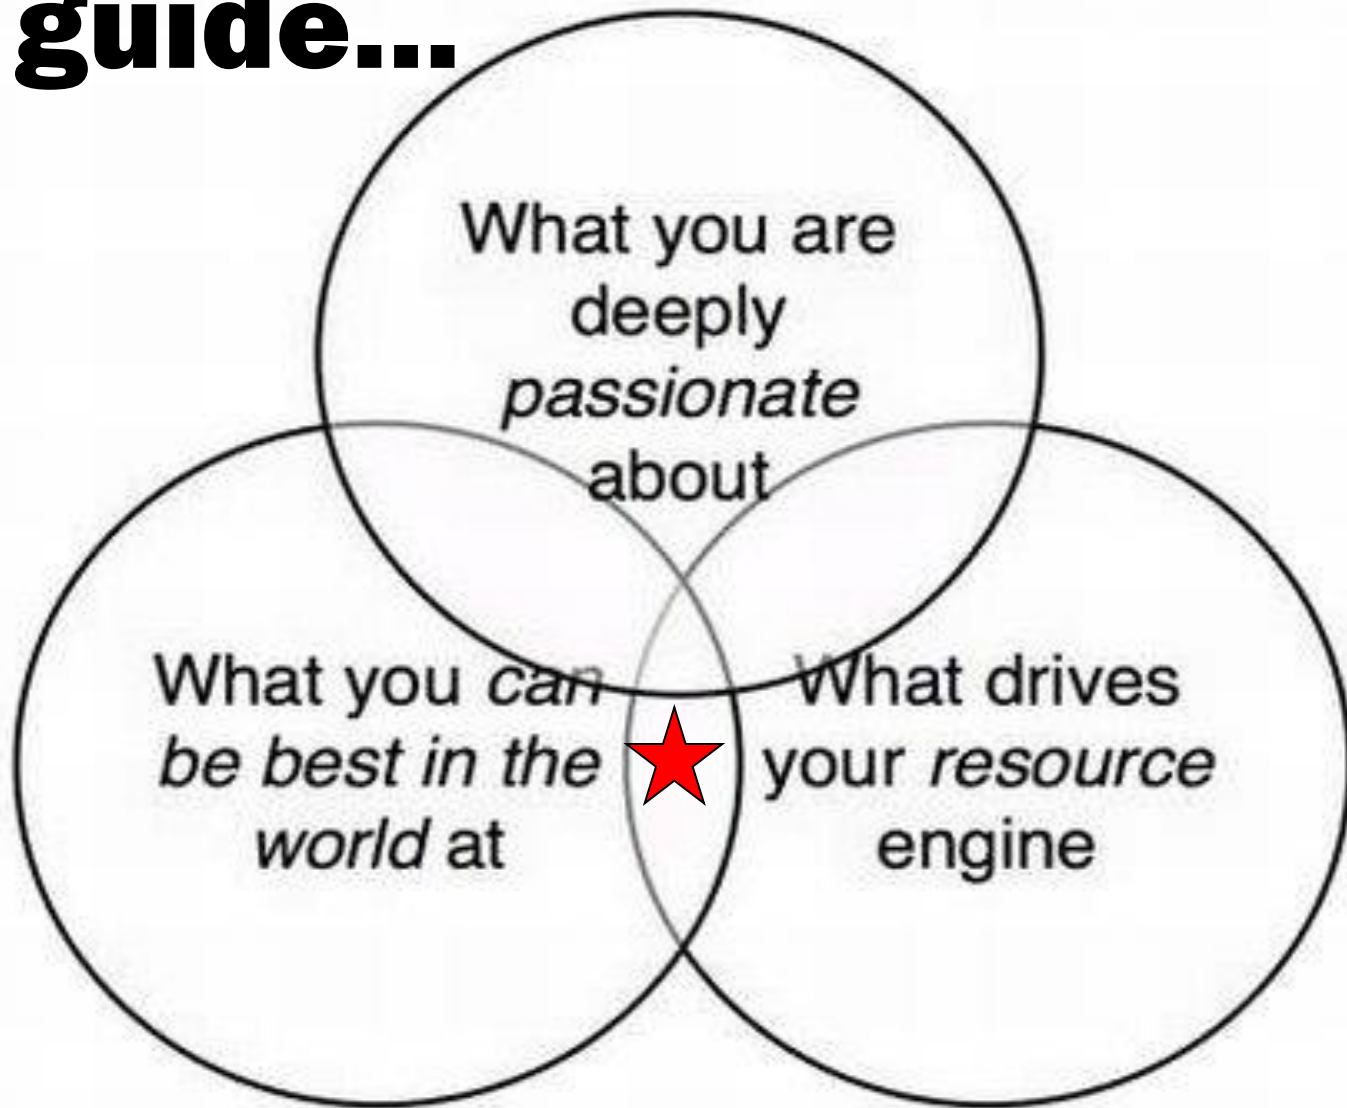 guide...
What you are
deeply
passionate
about
What you can
be best in the
world at
What drives
your resource
engine